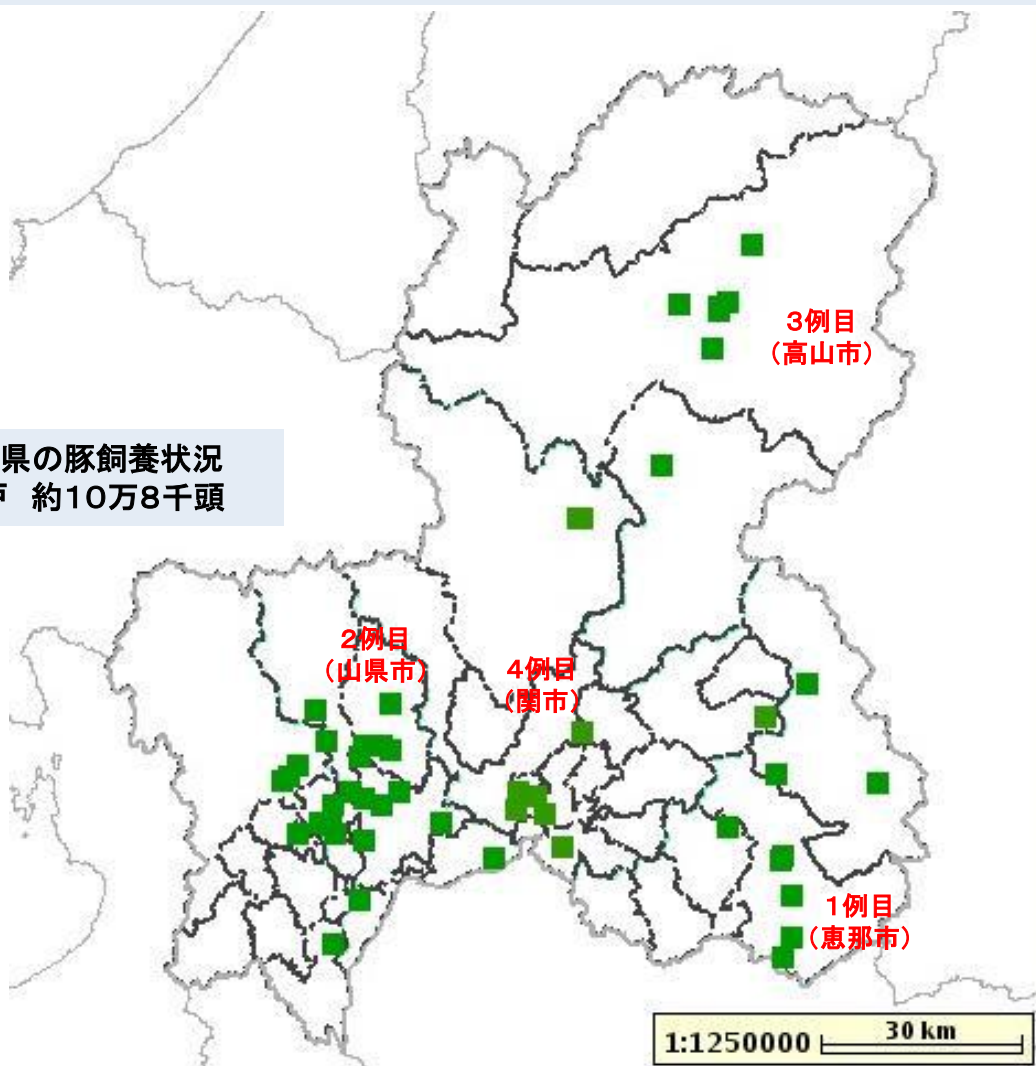 3例目
(高山市)
県の豚飼養状況
戸 約10万8千頭
2例目
(山県市)
4例目
(関市)
1例目
(恵那市)
1:1250000
30 km